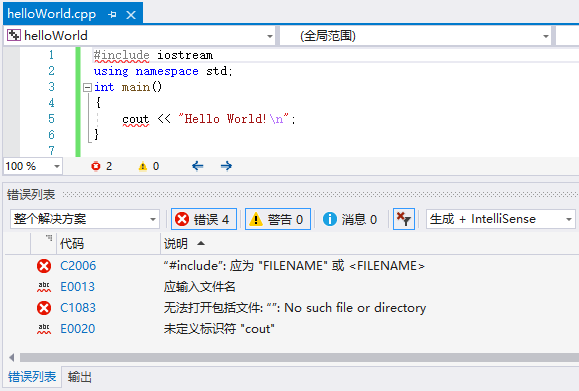 helloWorld.cpp
helloWorld (全局范围)
1 #include iostream
2 using namespace std;
3 int main()
4 {
5 cout << "Hello World!\n";
6 }
7
100 % 2 0
错误列表
整个解决方案 错误 4 警告 0 消息 0 生成 + IntelliSense
代码 说明
C2006 “#include”: 应为 "FILENAME" 或 <FILENAME>
abc E0013 应输入文件名
C1083 无法打开包括文件: “”: No such file or directory
abc E0020 未定义标识符 "cout"
错误列表 输出